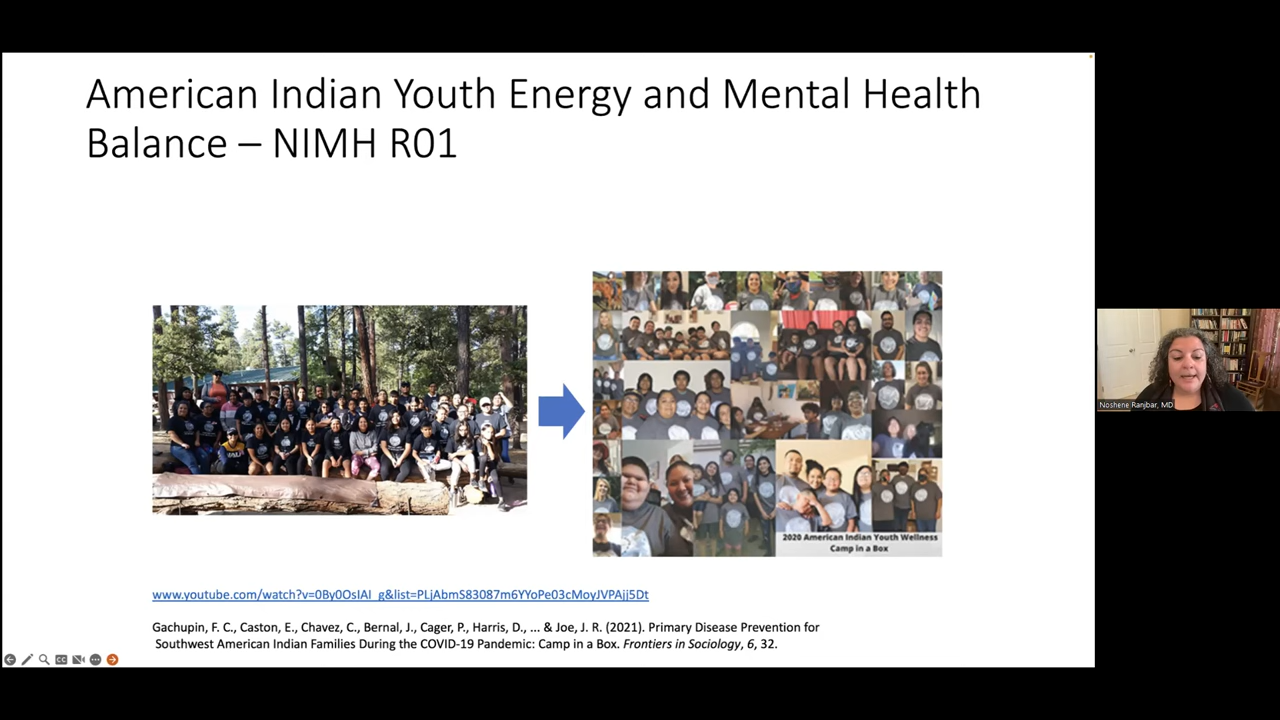 American Indian Youth Energy and Mental Health
Balance – NIMH R01
2020 American Indian Youth Wellness
Camp in a Box
www.youtube.com/watch?v=0By0OsIAI_g&list=PLjAbmS83087m6YYoPe03cMoyJVPAjj5Dt
Gachupin, F. C., Caston, E., Chavez, C., Bernal, J., Cager, P., Harris, D., ... & Joe, J. R. (2021). Primary Disease Prevention for
Southwest American Indian Families During the COVID-19 Pandemic: Camp in a Box. Frontiers in Sociology, 6, 32.
Noshene Ranjbar, MD